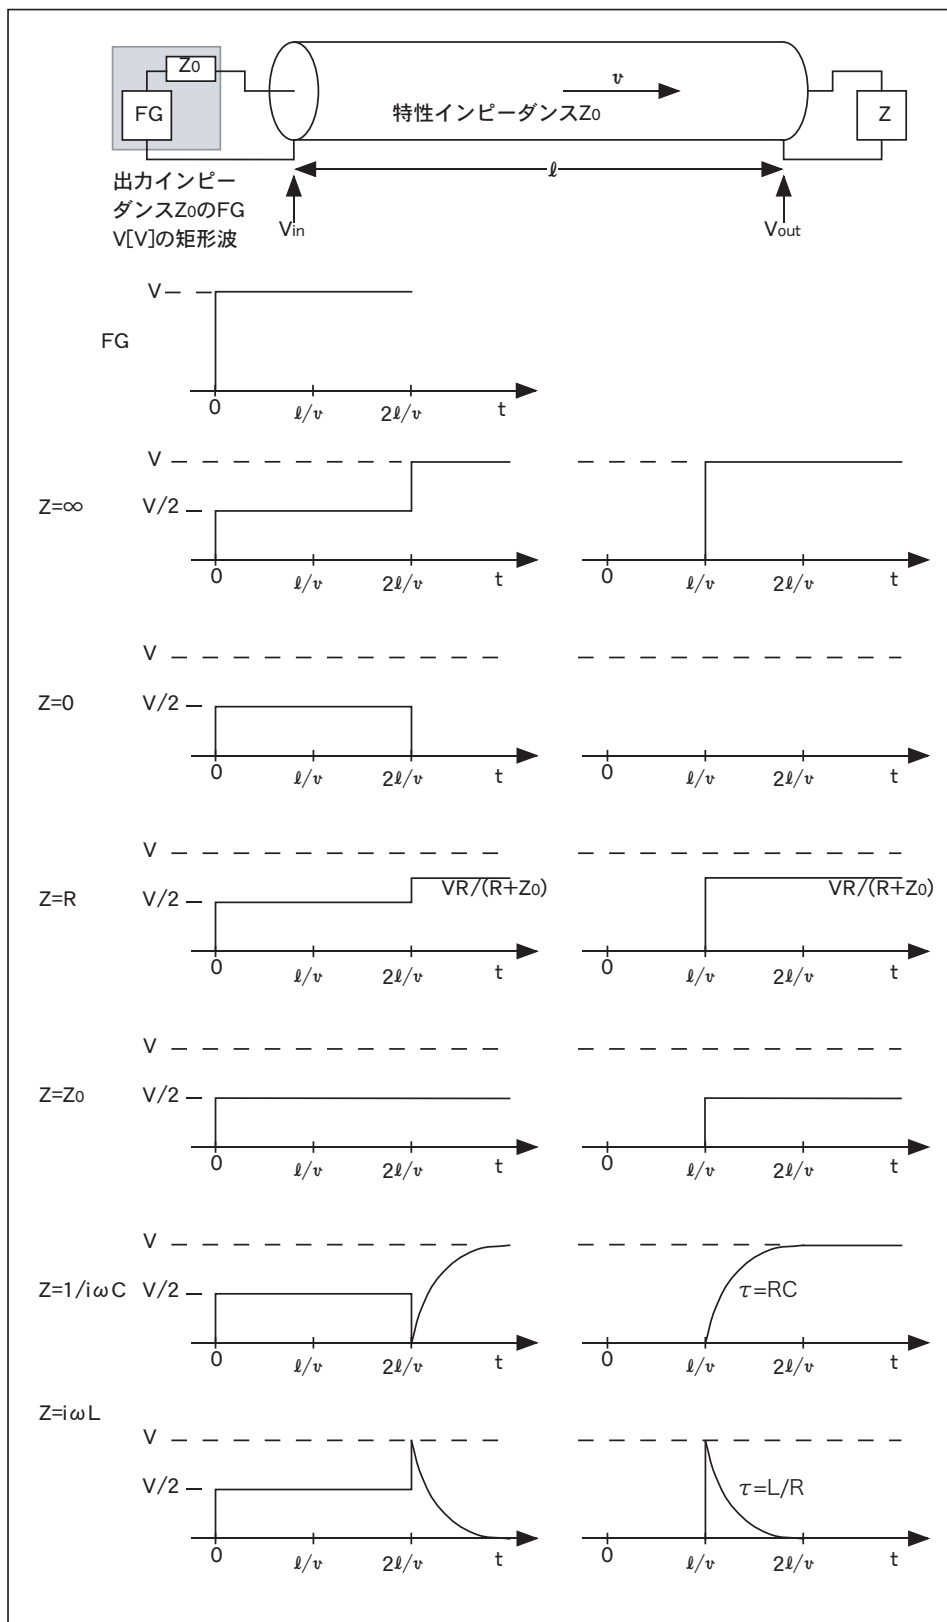 Z0
FG
v
特性インピーダンスZ0
Z
ℓ
出力インピー
ダンスZ0のFG
V[V]の矩形波
Vin
Vout
V
FG
0
ℓ/v
2ℓ/v
t
V
Z=∞
V/2
0
ℓ/v
2ℓ/v
t
0
ℓ/v
2ℓ/v
t
V
Z=0
V/2
0
ℓ/v
2ℓ/v
t
0
ℓ/v
2ℓ/v
t
V
Z=R
V/2
VR/(R+Z0)
VR/(R+Z0)
0
ℓ/v
2ℓ/v
t
0
ℓ/v
2ℓ/v
t
V
Z=Z0
V/2
0
ℓ/v
2ℓ/v
t
0
ℓ/v
2ℓ/v
t
V
Z=1/iωC
V/2
τ=RC
0
ℓ/v
2ℓ/v
t
0
ℓ/v
2ℓ/v
t
Z=iωL
V
V/2
τ=L/R
0
ℓ/v
2ℓ/v
t
0
ℓ/v
2ℓ/v
t